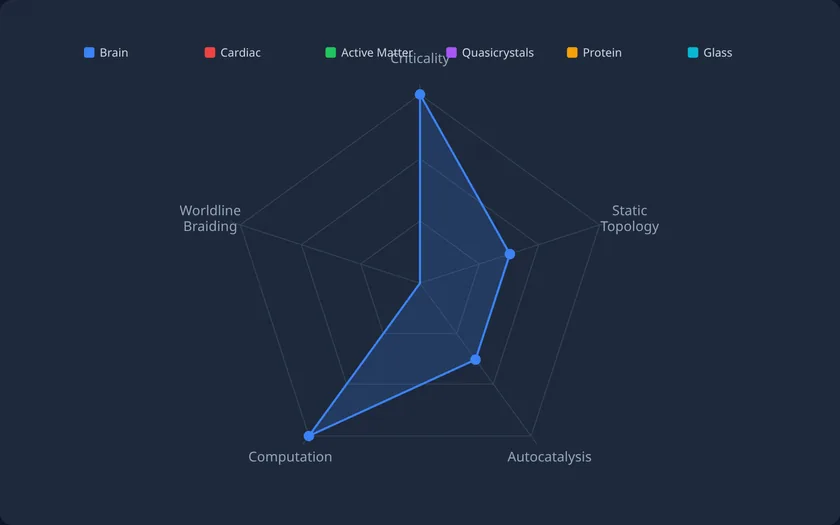 Brain Cardiac Active Matter Quasicrystals Protein Glass
Criticality
Worldline
Braiding
Static
Topology
Computation
Autocatalysis